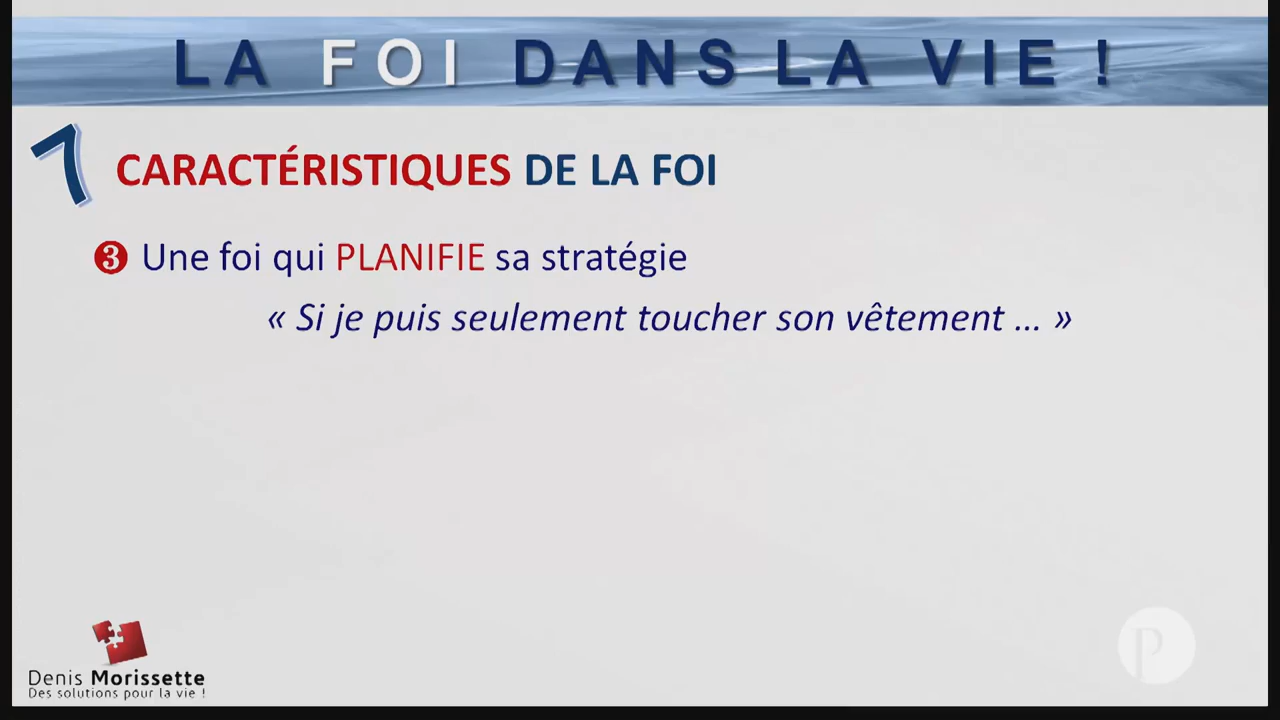 LA FOI DANS LA VIE !
7 CARACTÉRISTIQUES DE LA FOI
❸ Une foi qui PLANIFIE sa stratégie
« Si je puis seulement toucher son vêtement ... »
Denis Morissette
Des solutions pour la vie !
P